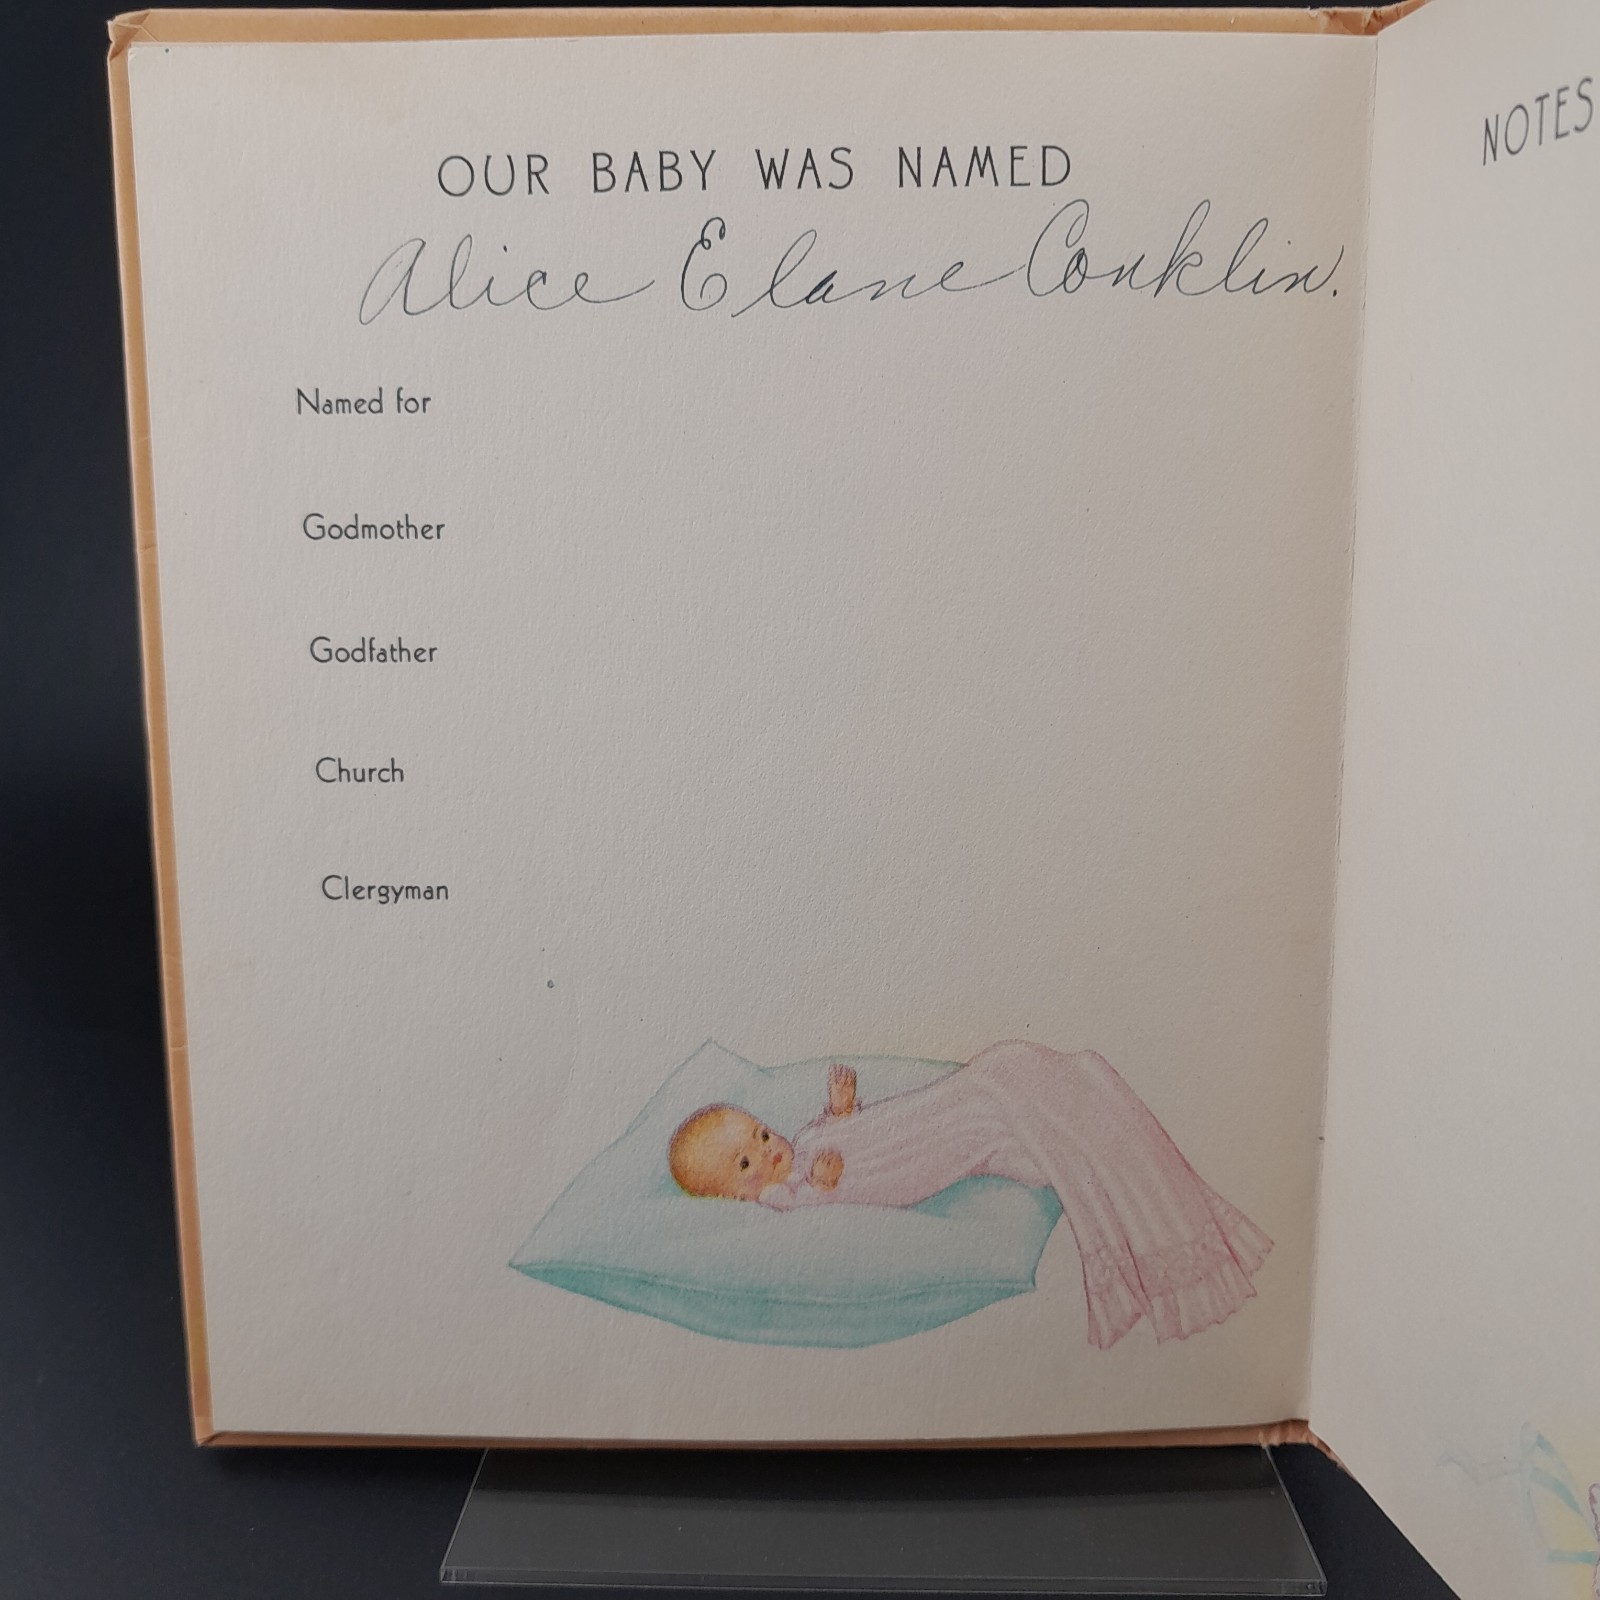 OUR BABY WAS NAMED
Alice Elane Conklin.
Named for
Godmother
Godfather
Church
Clergyman
NOTES